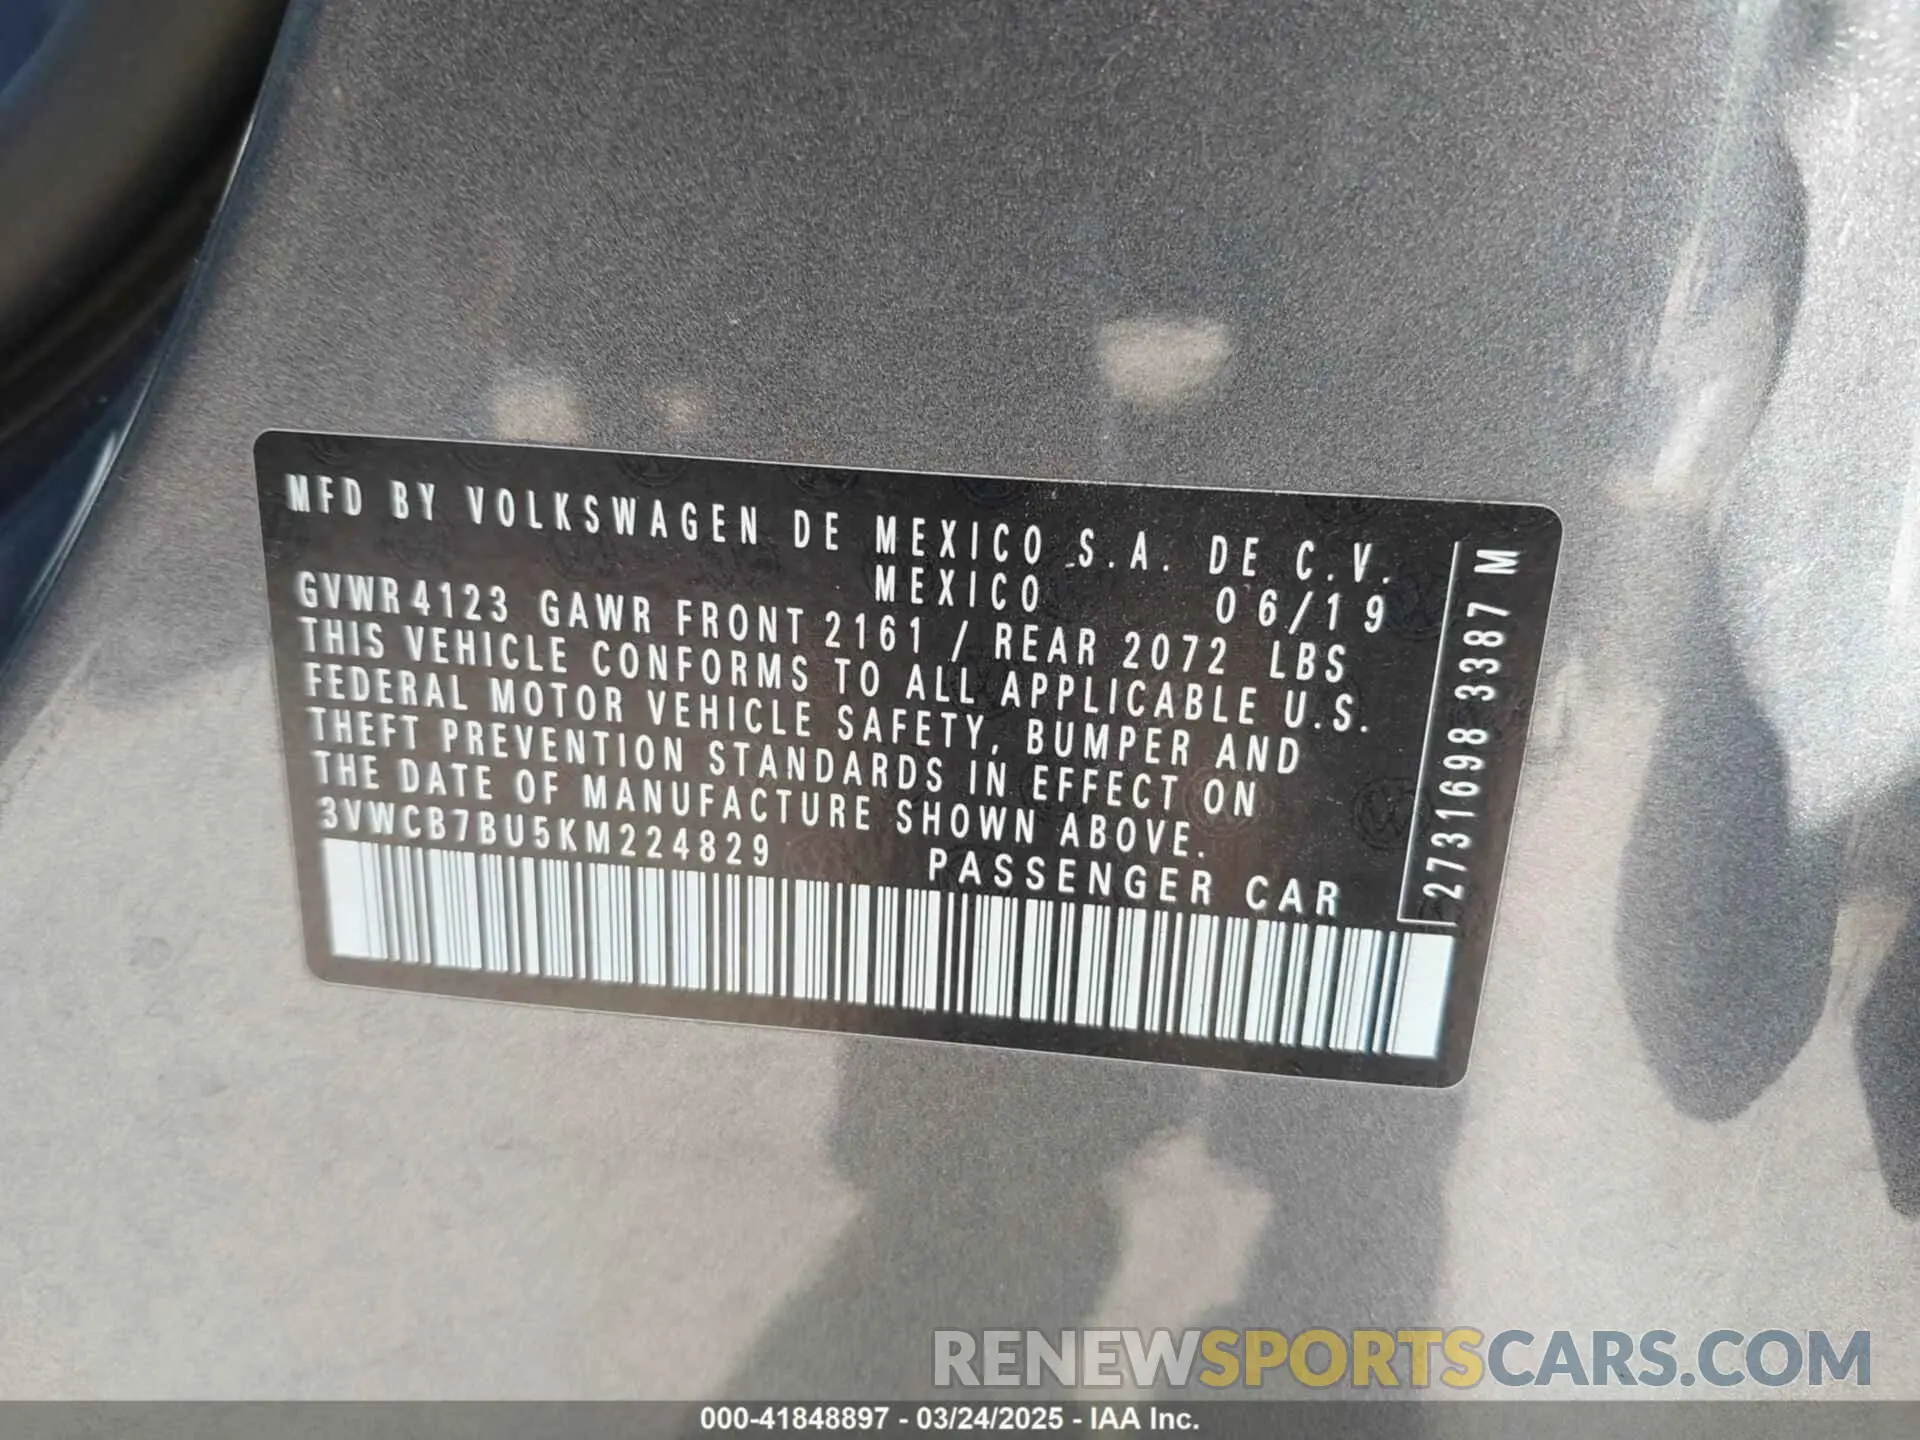 MFD BY VOLKSWAGEN DE MEXICO S.A. DE C.V.
MEXICO 06/19
GVWR 4123 GAWR FRONT 2161 / REAR 2072 LBS
THIS VEHICLE CONFORMS TO ALL APPLICABLE U.S.
FEDERAL MOTOR VEHICLE SAFETY, BUMPER AND
THEFT PREVENTION STANDARDS IN EFFECT ON
THE DATE OF MANUFACTURE SHOWN ABOVE.
3VWCB7BU5KM224829 PASSENGER CAR
2731698 3387 M
RENEWSPORTSCARS.COM
000-41848897 - 03/24/2025 - IAA Inc.